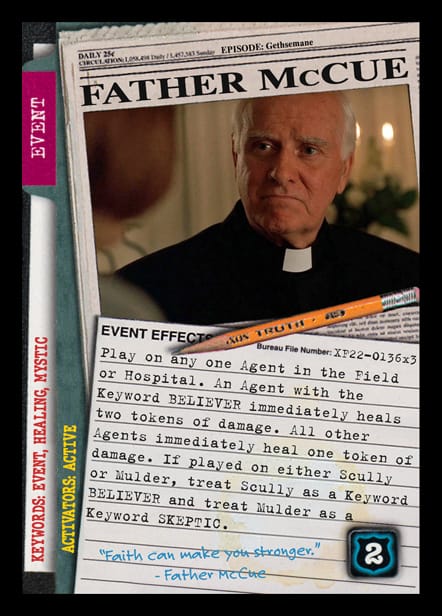 DAILY 25¢
CIRCULATION: 1,058,498 Daily / 1,457,583 Sunday
EPISODE: Gethsemane
FATHER McCUE
EVENT
EVENT EFFECTS
TRUTH
Bureau File Number: XF22-0136x3
Play on any one Agent in the Field
or Hospital. An Agent with the
Keyword BELIEVER immediately heals
two tokens of damage. All other
Agents immediately heal one token of
damage. If played on either Scully
or Mulder, treat Scully as a Keyword
BELIEVER and treat Mulder as a
Keyword SKEPTIC.
"Faith can make you stronger."
- Father McCue
2
KEYWORDS: EVENT, HEALING, MYSTIC
ACTIVATORS: ACTIVE